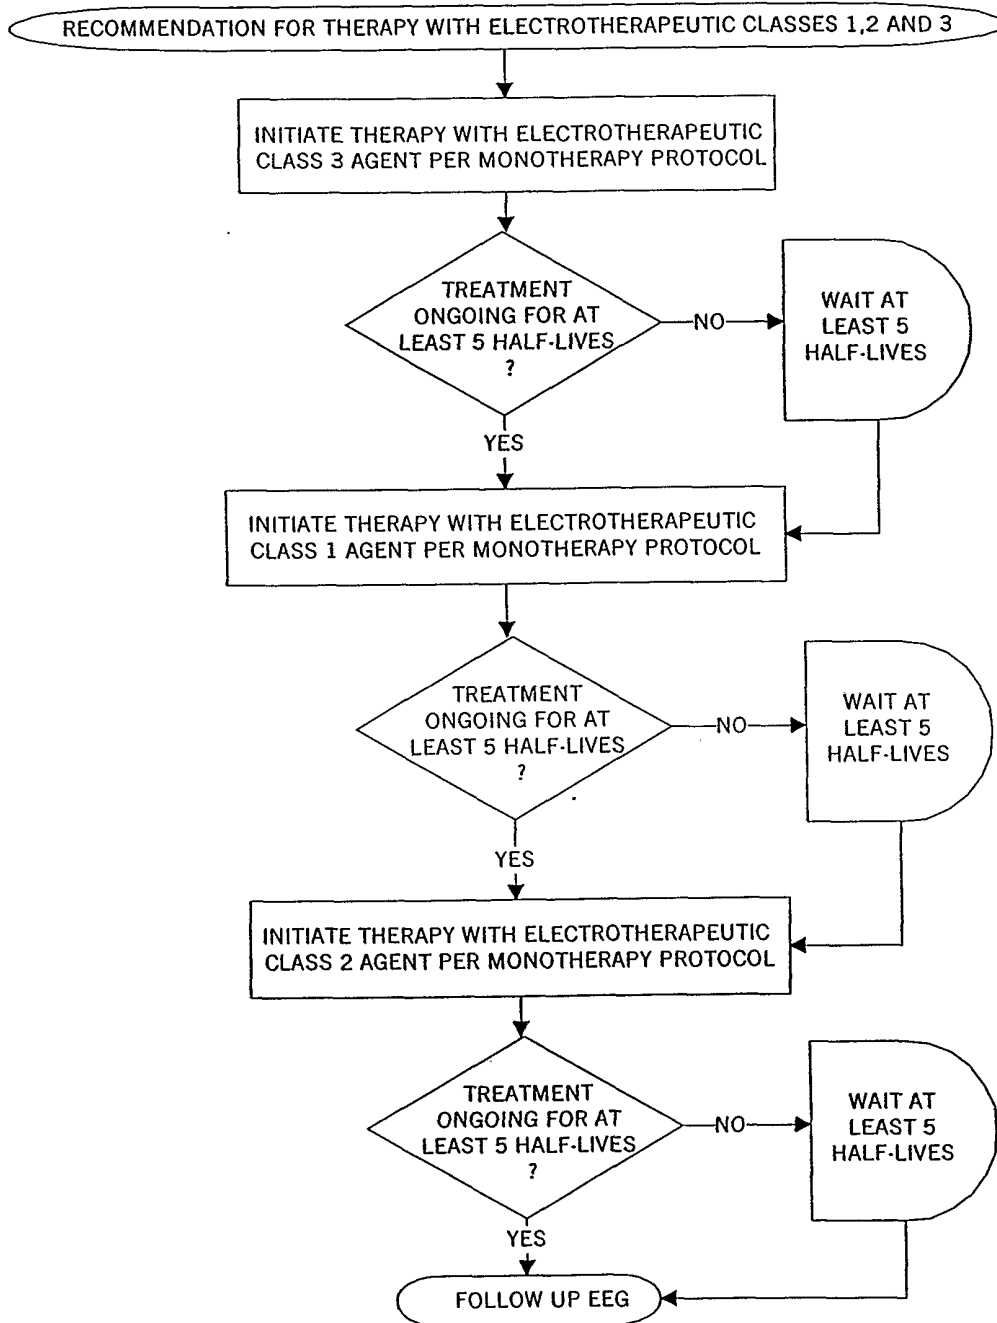 RECOMMENDATION FOR THERAPY WITH ELECTROTHERAPEUTIC CLASSES 1,2 AND 3
INITIATE THERAPY WITH ELECTROTHERAPEUTIC
CLASS 3 AGENT PER MONOTHERAPY PROTOCOL
TREATMENT
ONGOING FOR AT
LEAST 5 HALF-LIVES
?
NO
WAIT AT
LEAST 5
HALF-LIVES
YES
INITIATE THERAPY WITH ELECTROTHERAPEUTIC
CLASS 1 AGENT PER MONOTHERAPY PROTOCOL
TREATMENT
ONGOING FOR AT
LEAST 5 HALF-LIVES
?
NO
WAIT AT
LEAST 5
HALF-LIVES
YES
INITIATE THERAPY WITH ELECTROTHERAPEUTIC
CLASS 2 AGENT PER MONOTHERAPY PROTOCOL
TREATMENT
ONGOING FOR AT
LEAST 5 HALF-LIVES
?
NO
WAIT AT
LEAST 5
HALF-LIVES
YES
FOLLOW UP EEG